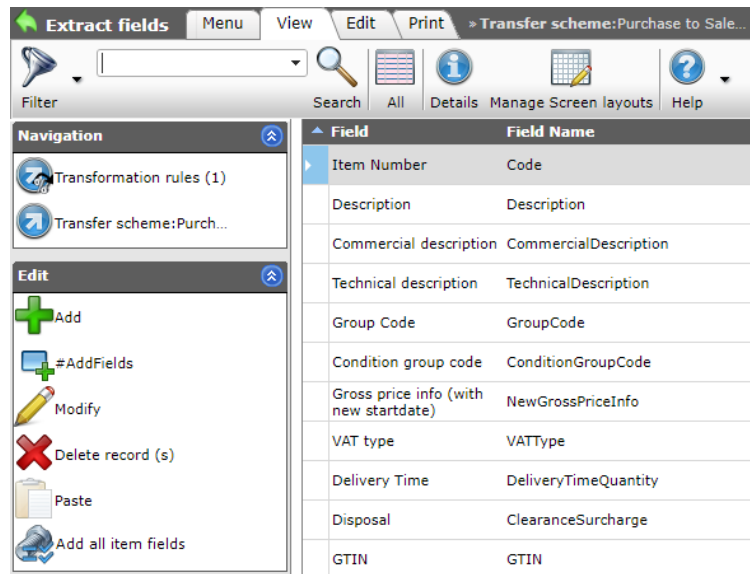 Extract fields Menu View Edit Print »Transfer scheme:Purchase to Sale...
Filter Search All Details Manage Screen layouts Help
Navigation
Transformation rules (1)
Transfer scheme:Purch...
Edit
Add
#AddFields
Modify
Delete record (s)
Paste
Add all item fields
Field Field Name
Item Number Code
Description Description
Commercial description CommercialDescription
Technical description TechnicalDescription
Group Code GroupCode
Condition group code ConditionGroupCode
Gross price info (with
new startdate) NewGrossPriceInfo
VAT type VATType
Delivery Time DeliveryTimeQuantity
Disposal ClearanceSurcharge
GTIN GTIN